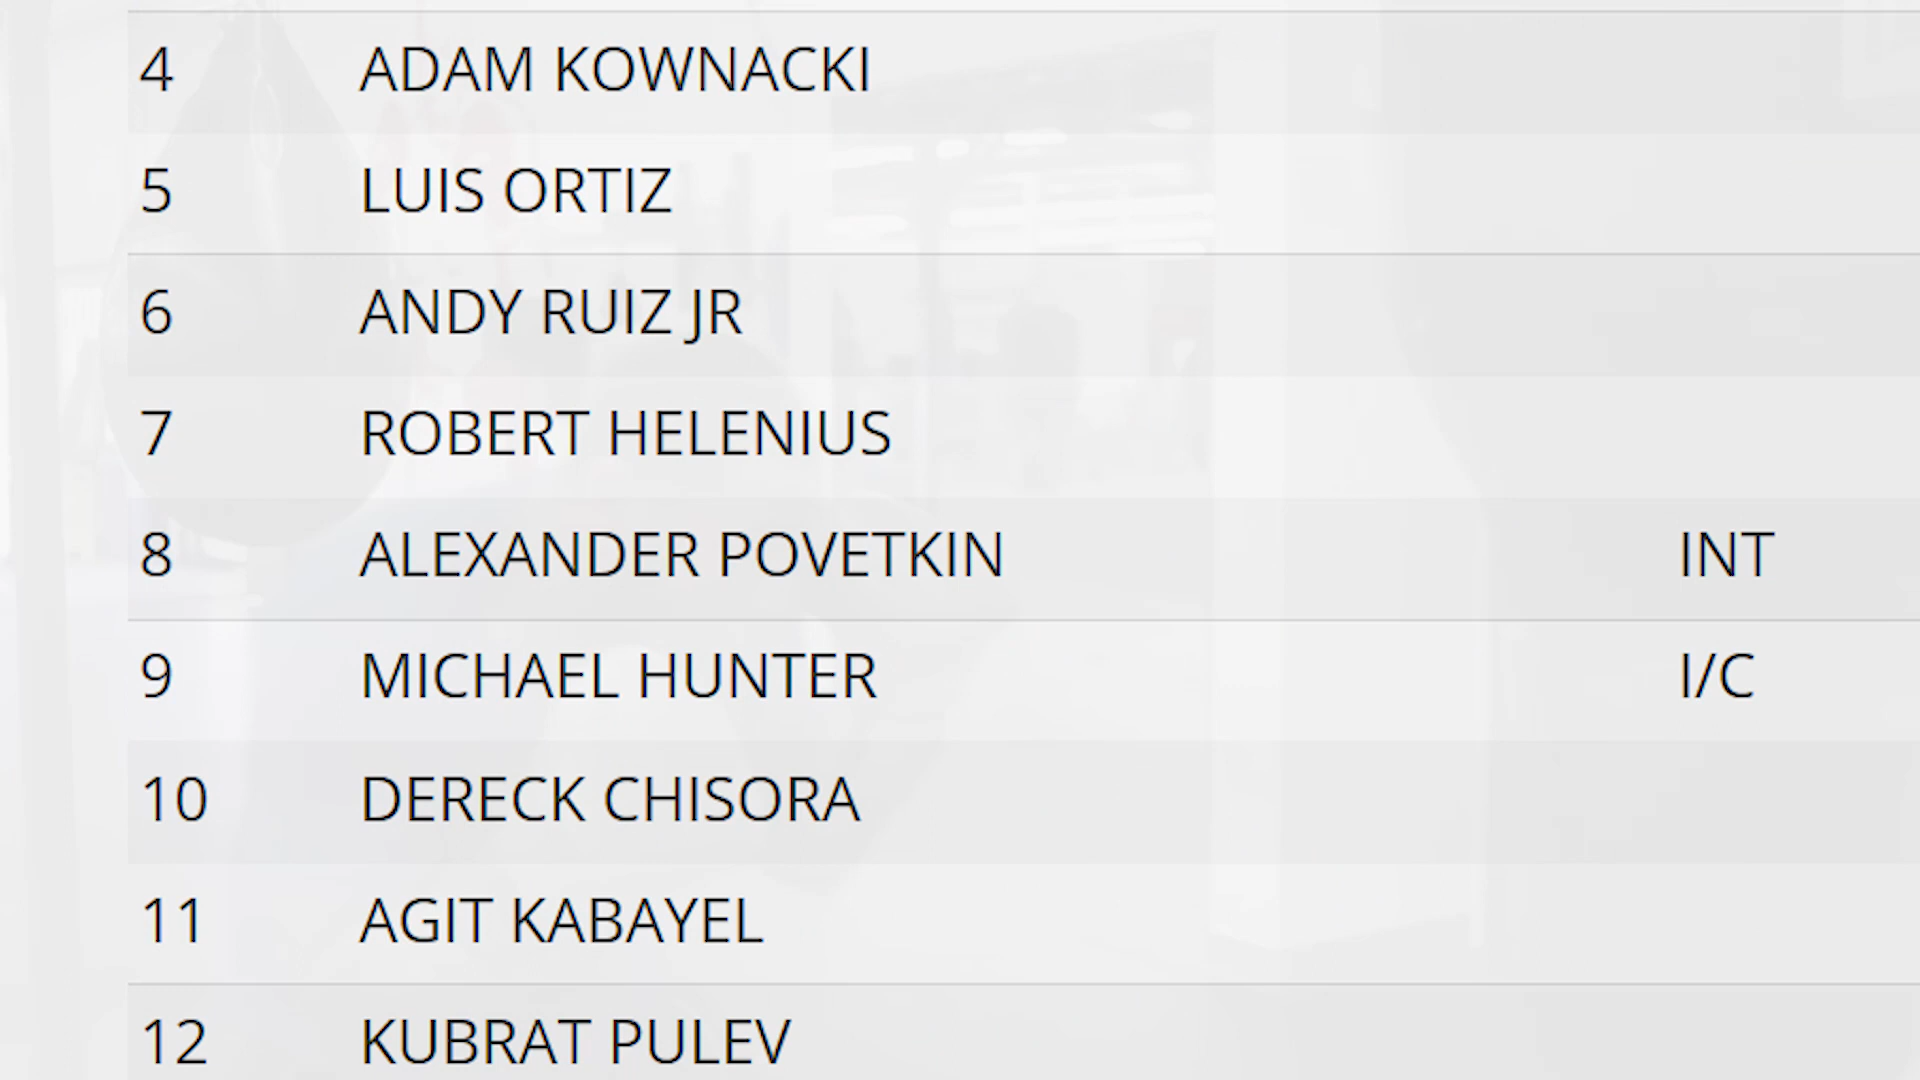 4 ADAM KOWNACKI
5 LUIS ORTIZ
6 ANDY RUIZ JR
7 ROBERT HELENIUS
8 ALEXANDER POVETKIN INT
9 MICHAEL HUNTER I/C
10 DERECK CHISORA
11 AGIT KABAYEL
12 KUBRAT PULEV